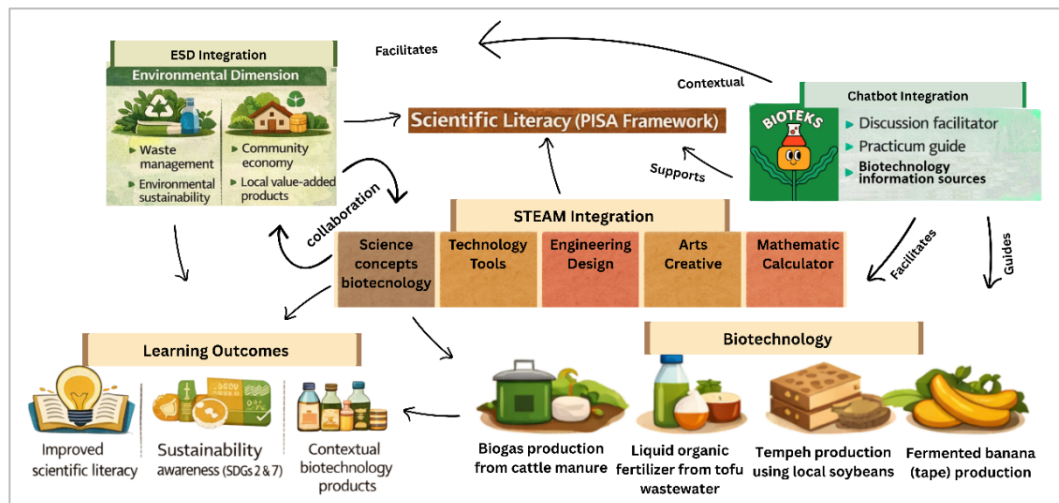 ESD Integration
Environmental Dimension
Waste
management
Environmental
sustainability
Community
economy
Local value-added
products
Facilitates
Contextual
Scientific Literacy (PISA Framework)
Supports
Chatbot Integration
BIOTEKS
Discussion facilitator
Practicum guide
Biotechnology
information sources
collaboration
STEAM Integration
Science
concepts
biotecnology
Technology
Tools
Engineering
Design
Arts
Creative
Mathematic
Calculator
Facilitates
Guides
Learning Outcomes
Improved
scientific literacy
Sustainability
awareness (SDGs 2 & 7)
Contextual
biotechnology
products
Biotechnology
Biogas production
from cattle manure
Liquid organic
fertilizer from tofu
wastewater
Tempeh production
using local soybeans
Fermented banana
(tape) production